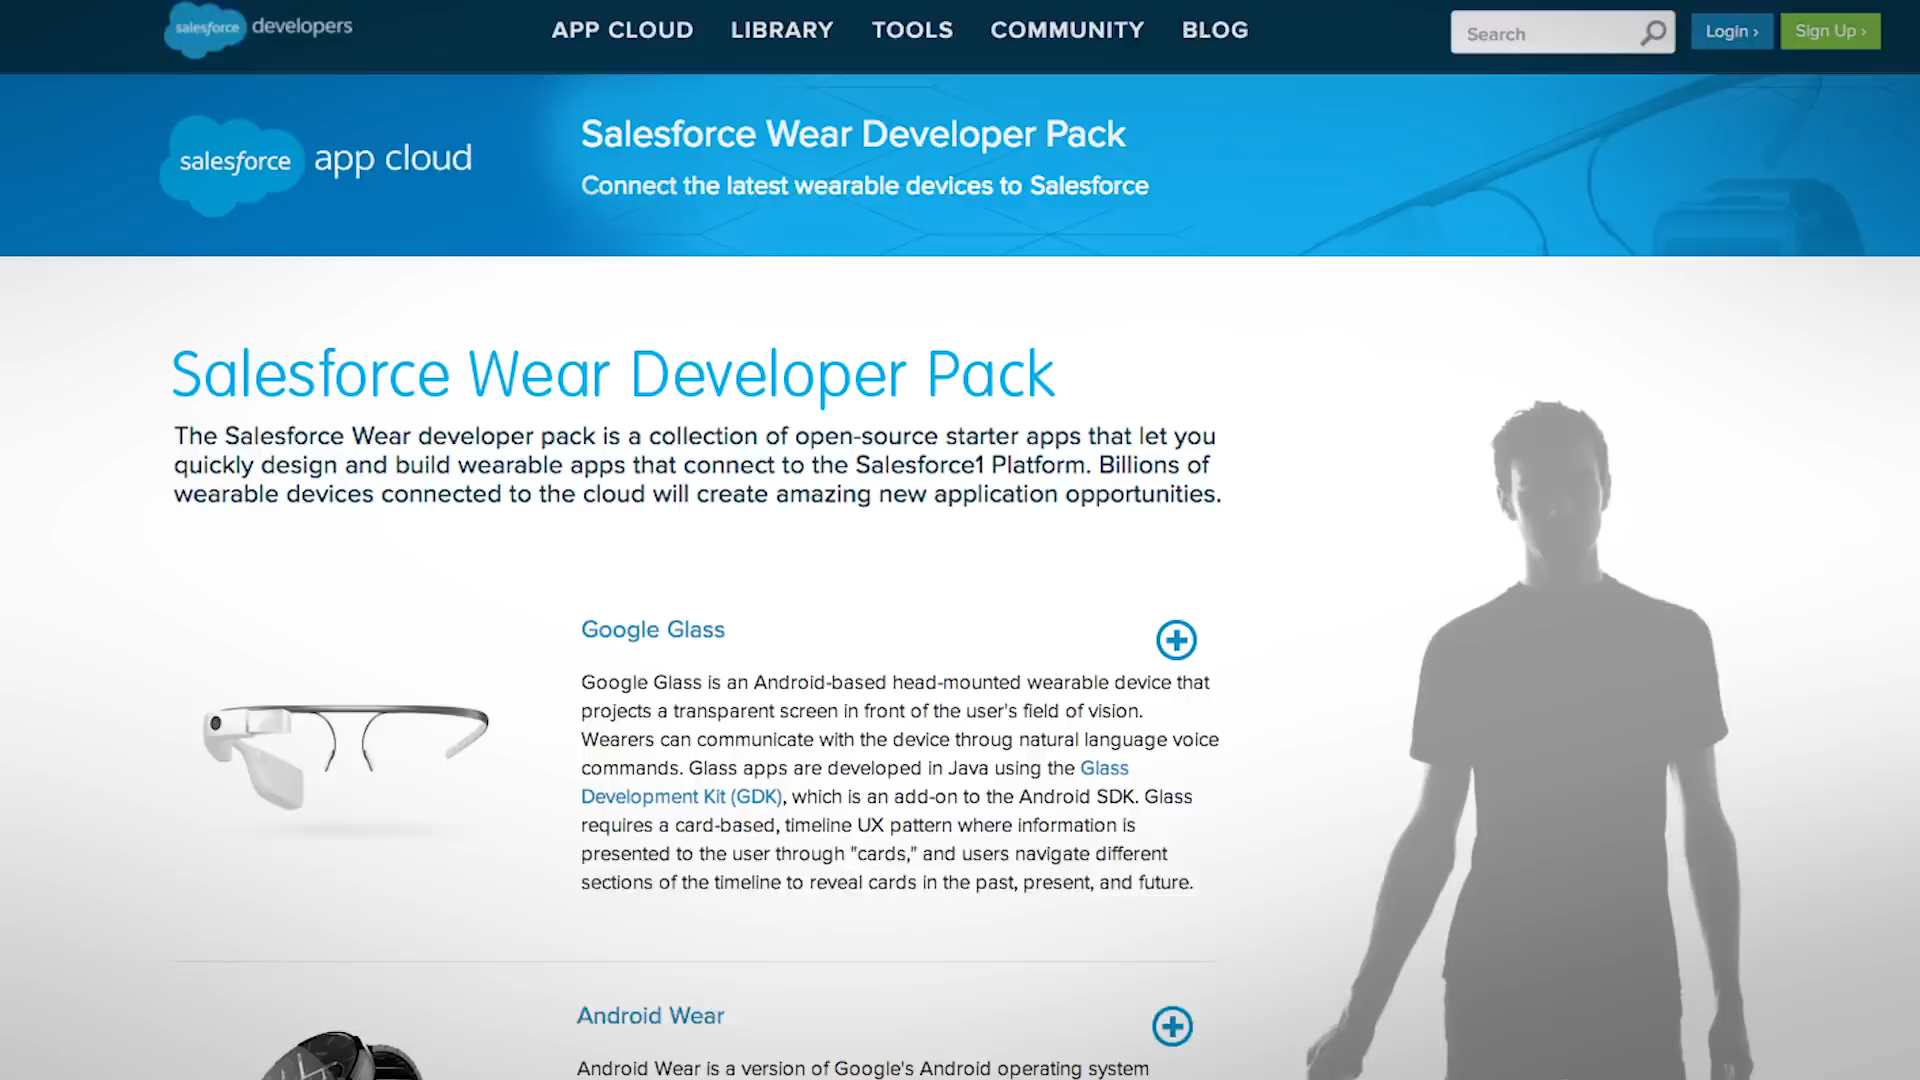 salesforce developers
APP CLOUD LIBRARY TOOLS COMMUNITY BLOG
Search
Login ›
Sign Up ›
salesforce app cloud
Salesforce Wear Developer Pack
Connect the latest wearable devices to Salesforce
Salesforce Wear Developer Pack
The Salesforce Wear developer pack is a collection of open-source starter apps that let you
quickly design and build wearable apps that connect to the Salesforce1 Platform. Billions of
wearable devices connected to the cloud will create amazing new application opportunities.
Google Glass
Google Glass is an Android-based head-mounted wearable device that
projects a transparent screen in front of the user's field of vision.
Wearers can communicate with the device throug natural language voice
commands. Glass apps are developed in Java using the Glass
Development Kit (GDK), which is an add-on to the Android SDK. Glass
requires a card-based, timeline UX pattern where information is
presented to the user through "cards," and users navigate different
sections of the timeline to reveal cards in the past, present, and future.
Android Wear
Android Wear is a version of Google's Android operating system